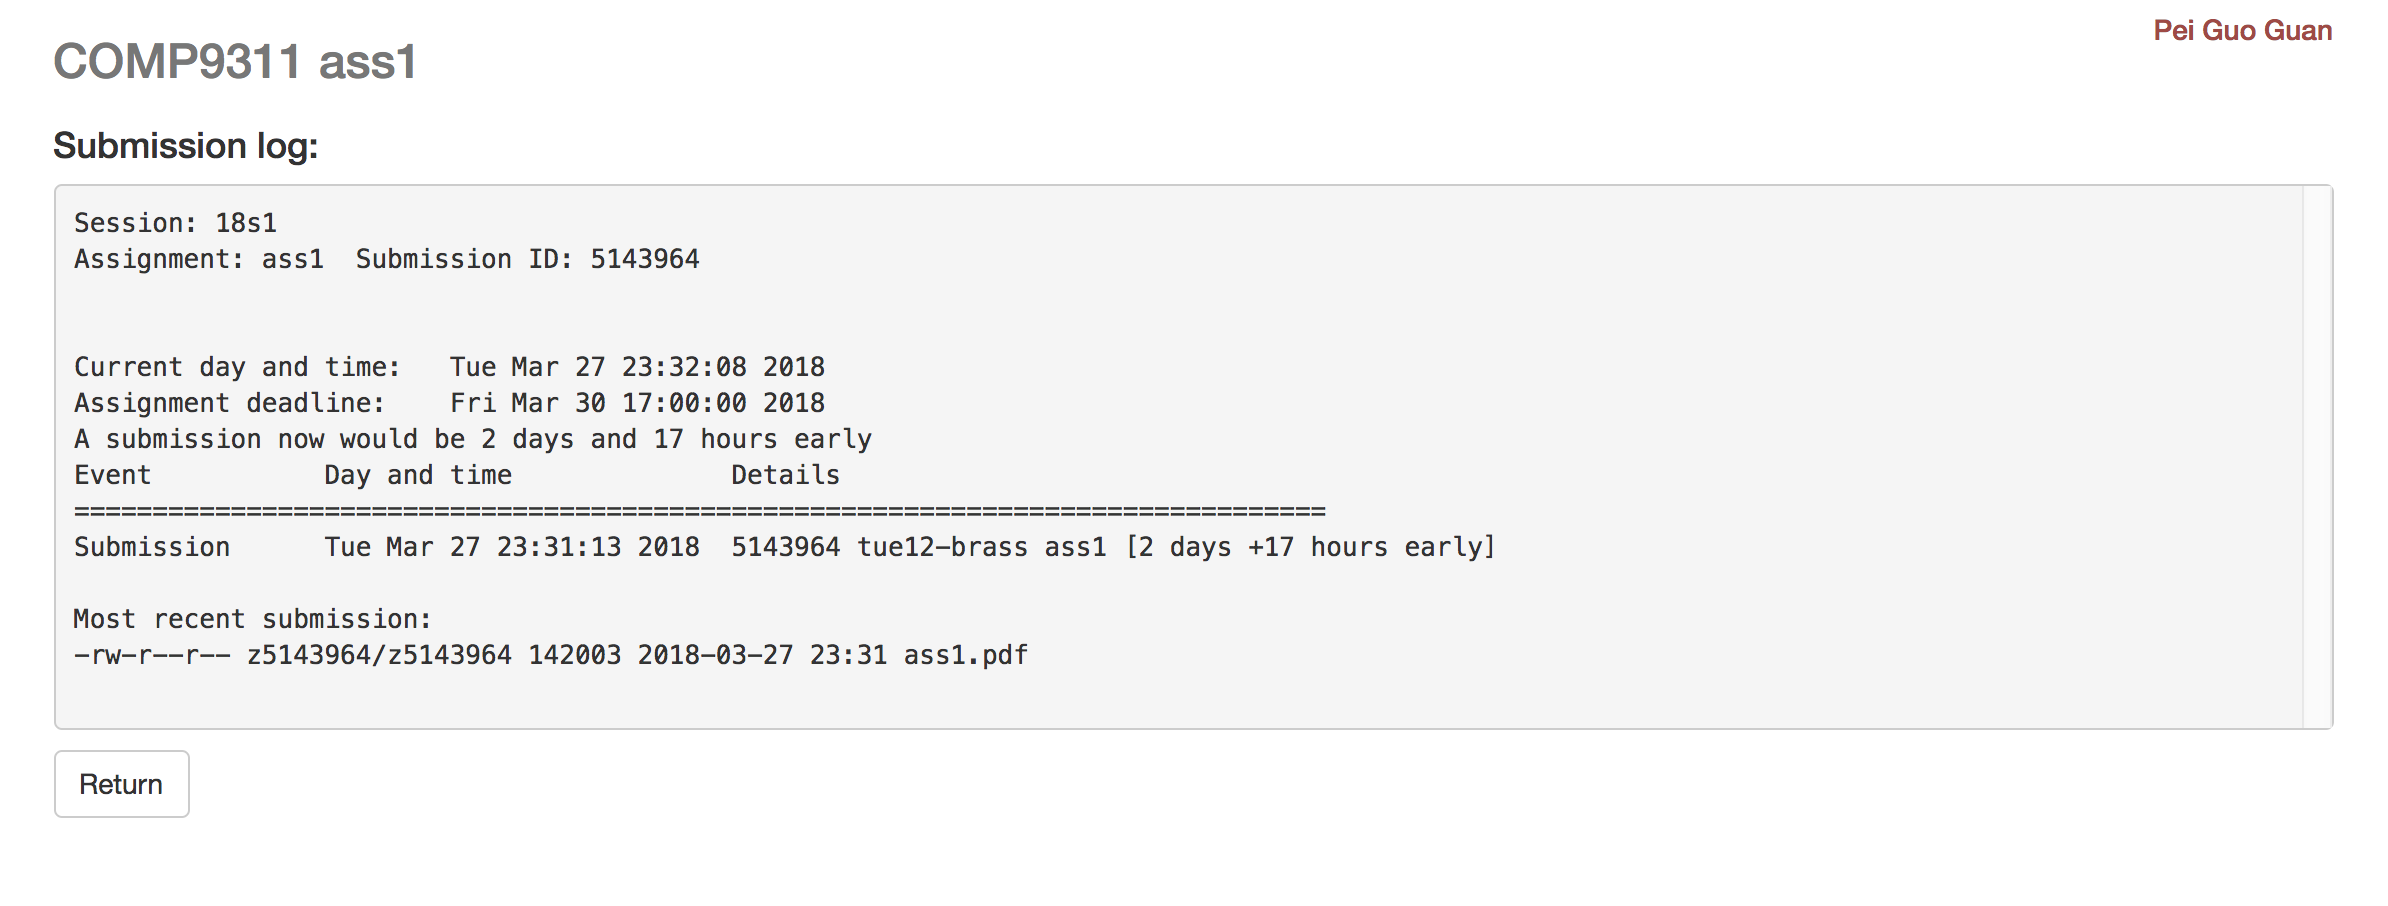 Pei Guo Guan
COMP9311 ass1
Submission log:
Session: 18s1
Assignment: ass1  Submission ID: 5143964
Current day and time:   Tue Mar 27 23:32:08 2018
Assignment deadline:    Fri Mar 30 17:00:00 2018
A submission now would be 2 days and 17 hours early
Event           Day and time              Details
================================================================================
Submission      Tue Mar 27 23:31:13 2018  5143964 tue12-brass ass1 [2 days +17 hours early]
Most recent submission:
-rw-r--r-- z5143964/z5143964 142003 2018-03-27 23:31 ass1.pdf
Return